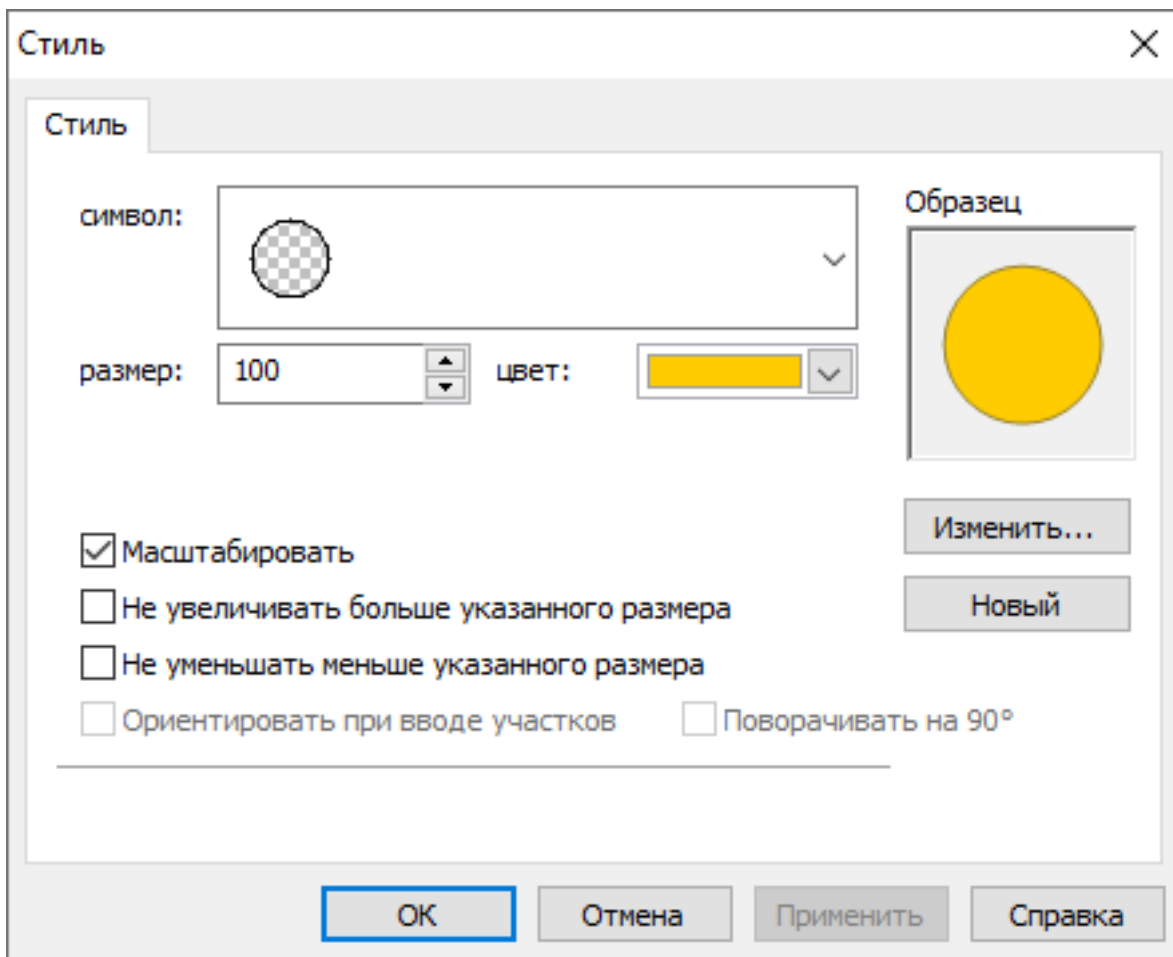 Стиль
Стиль
символ:
Образец
размер: 100 цвет:
Изменить...
Масштабировать
Не увеличивать больше указанного размера
Новый
Не уменьшать меньше указанного размера
Ориентировать при вводе участков Поворачивать на 90°
ОК Отмена Применить Справка